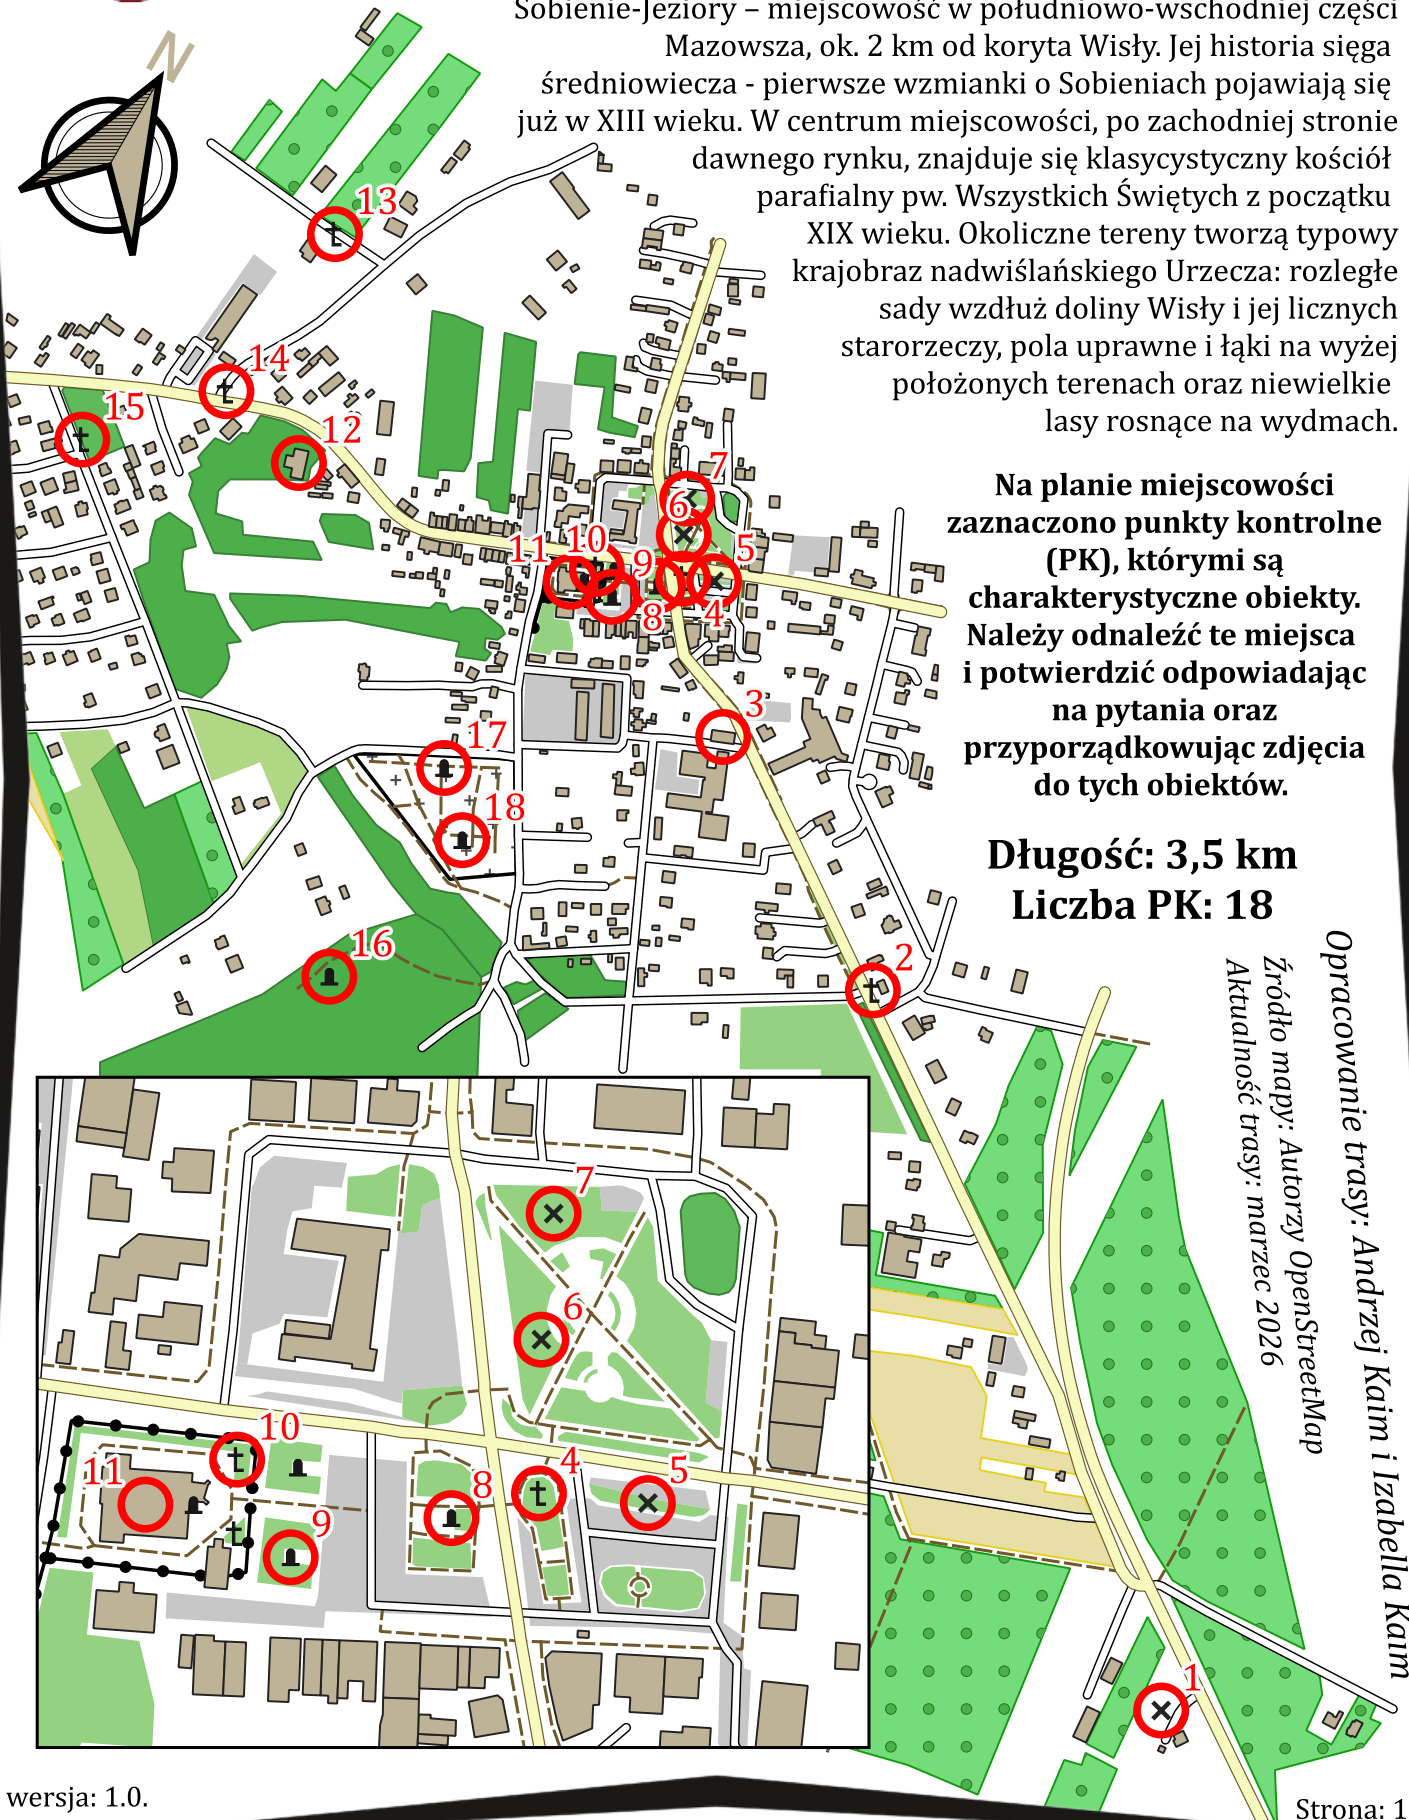 Sobienie-Jeziory – miejscowość w południowo-wschodniej części
Mazowsza, ok. 2 km od koryta Wisły. Jej historia sięga
średniowiecza - pierwsze wzmianki o Sobieniach pojawiają się
już w XIII wieku. W centrum miejscowości, po zachodniej stronie
dawnego rynku, znajduje się klasycystyczny kościół
parafialny pw. Wszystkich Świętych z początku
XIX wieku. Okoliczne tereny tworzą typowy
krajobraz nadwiślańskiego Urzecza: rozległe
sady wzdłuż doliny Wisły i jej licznych
starorzeczy, pola uprawne i łąki na wyżej
położonych terenach oraz niewielkie
lasy rosnące na wydmach.
Na planie miejscowości
zaznaczono punkty kontrolne
(PK), którymi są
charakterystyczne obiekty.
Należy odnaleźć te miejsca
i potwierdzić odpowiadając
na pytania oraz
przyporządkowując zdjęcia
do tych obiektów.
Długość: 3,5 km
Liczba PK: 18
Opracowanie trasy: Andrzej Kaim i Izabella Kaim
Źródło mapy: Autorzy OpenStreetMap
Aktualność trasy: marzec 2026
N
13
14
15
12
7
6
11
10
9
5
8
4
3
17
18
16
2
7
6
10
11
4
5
8
9
1
wersja: 1.0.
Strona: 1